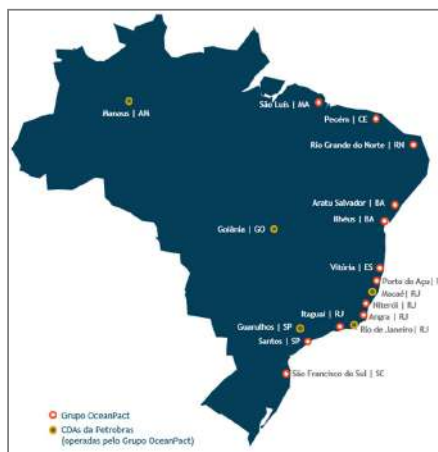 Manaus | AM
São Luís | MA
Pecém | CE
Rio Grande do Norte | RN
Aratu Salvador | BA
Ilhéus | BA
Goiânia | GO
Vitória | ES
Porto do Açu |
Macaé | RJ
Niterói | RJ
Angra | RJ
Itaguaí | RJ
Rio de Janeiro | RJ
Guarulhos | SP
Santos | SP
São Francisco do Sul | SC
Grupo OceanPact
CDAs da Petrobras
(operadas pelo Grupo OceanPact)